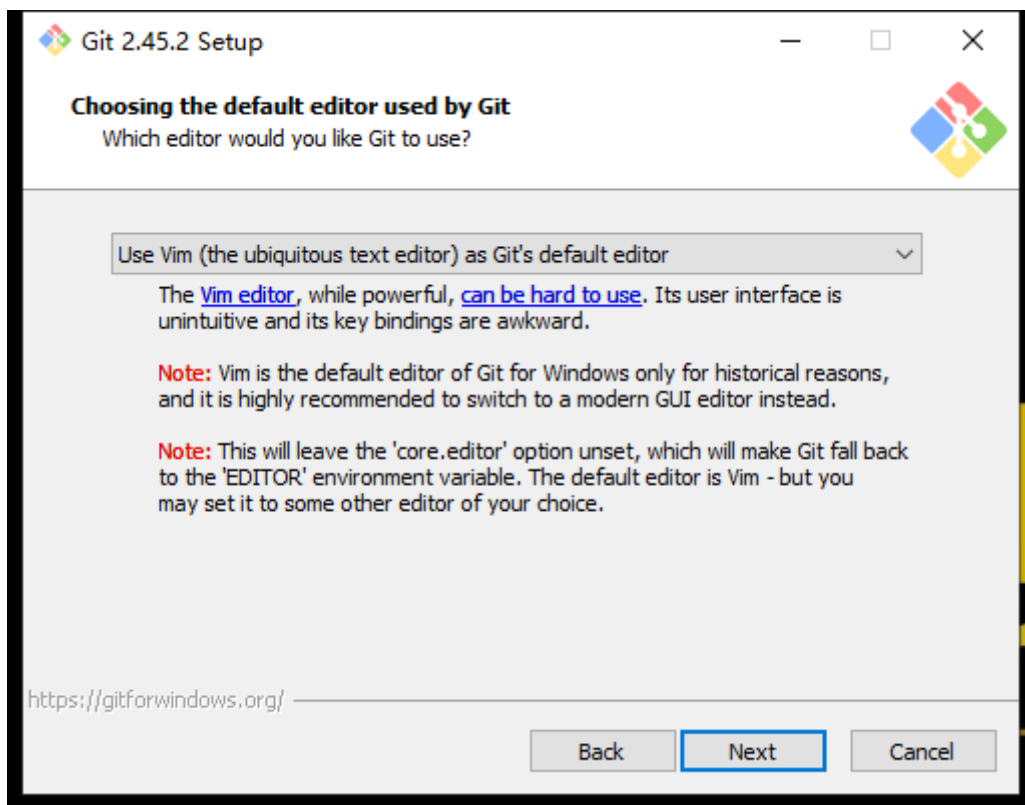 Git 2.45.2 Setup
Choosing the default editor used by Git
Which editor would you like Git to use?
Use Vim (the ubiquitous text editor) as Git's default editor
The Vim editor, while powerful, can be hard to use. Its user interface is
unintuitive and its key bindings are awkward.
Note: Vim is the default editor of Git for Windows only for historical reasons,
and it is highly recommended to switch to a modern GUI editor instead.
Note: This will leave the 'core.editor' option unset, which will make Git fall back
to the 'EDITOR' environment variable. The default editor is Vim - but you
may set it to some other editor of your choice.
https://gitforwindows.org/
Back Next Cancel